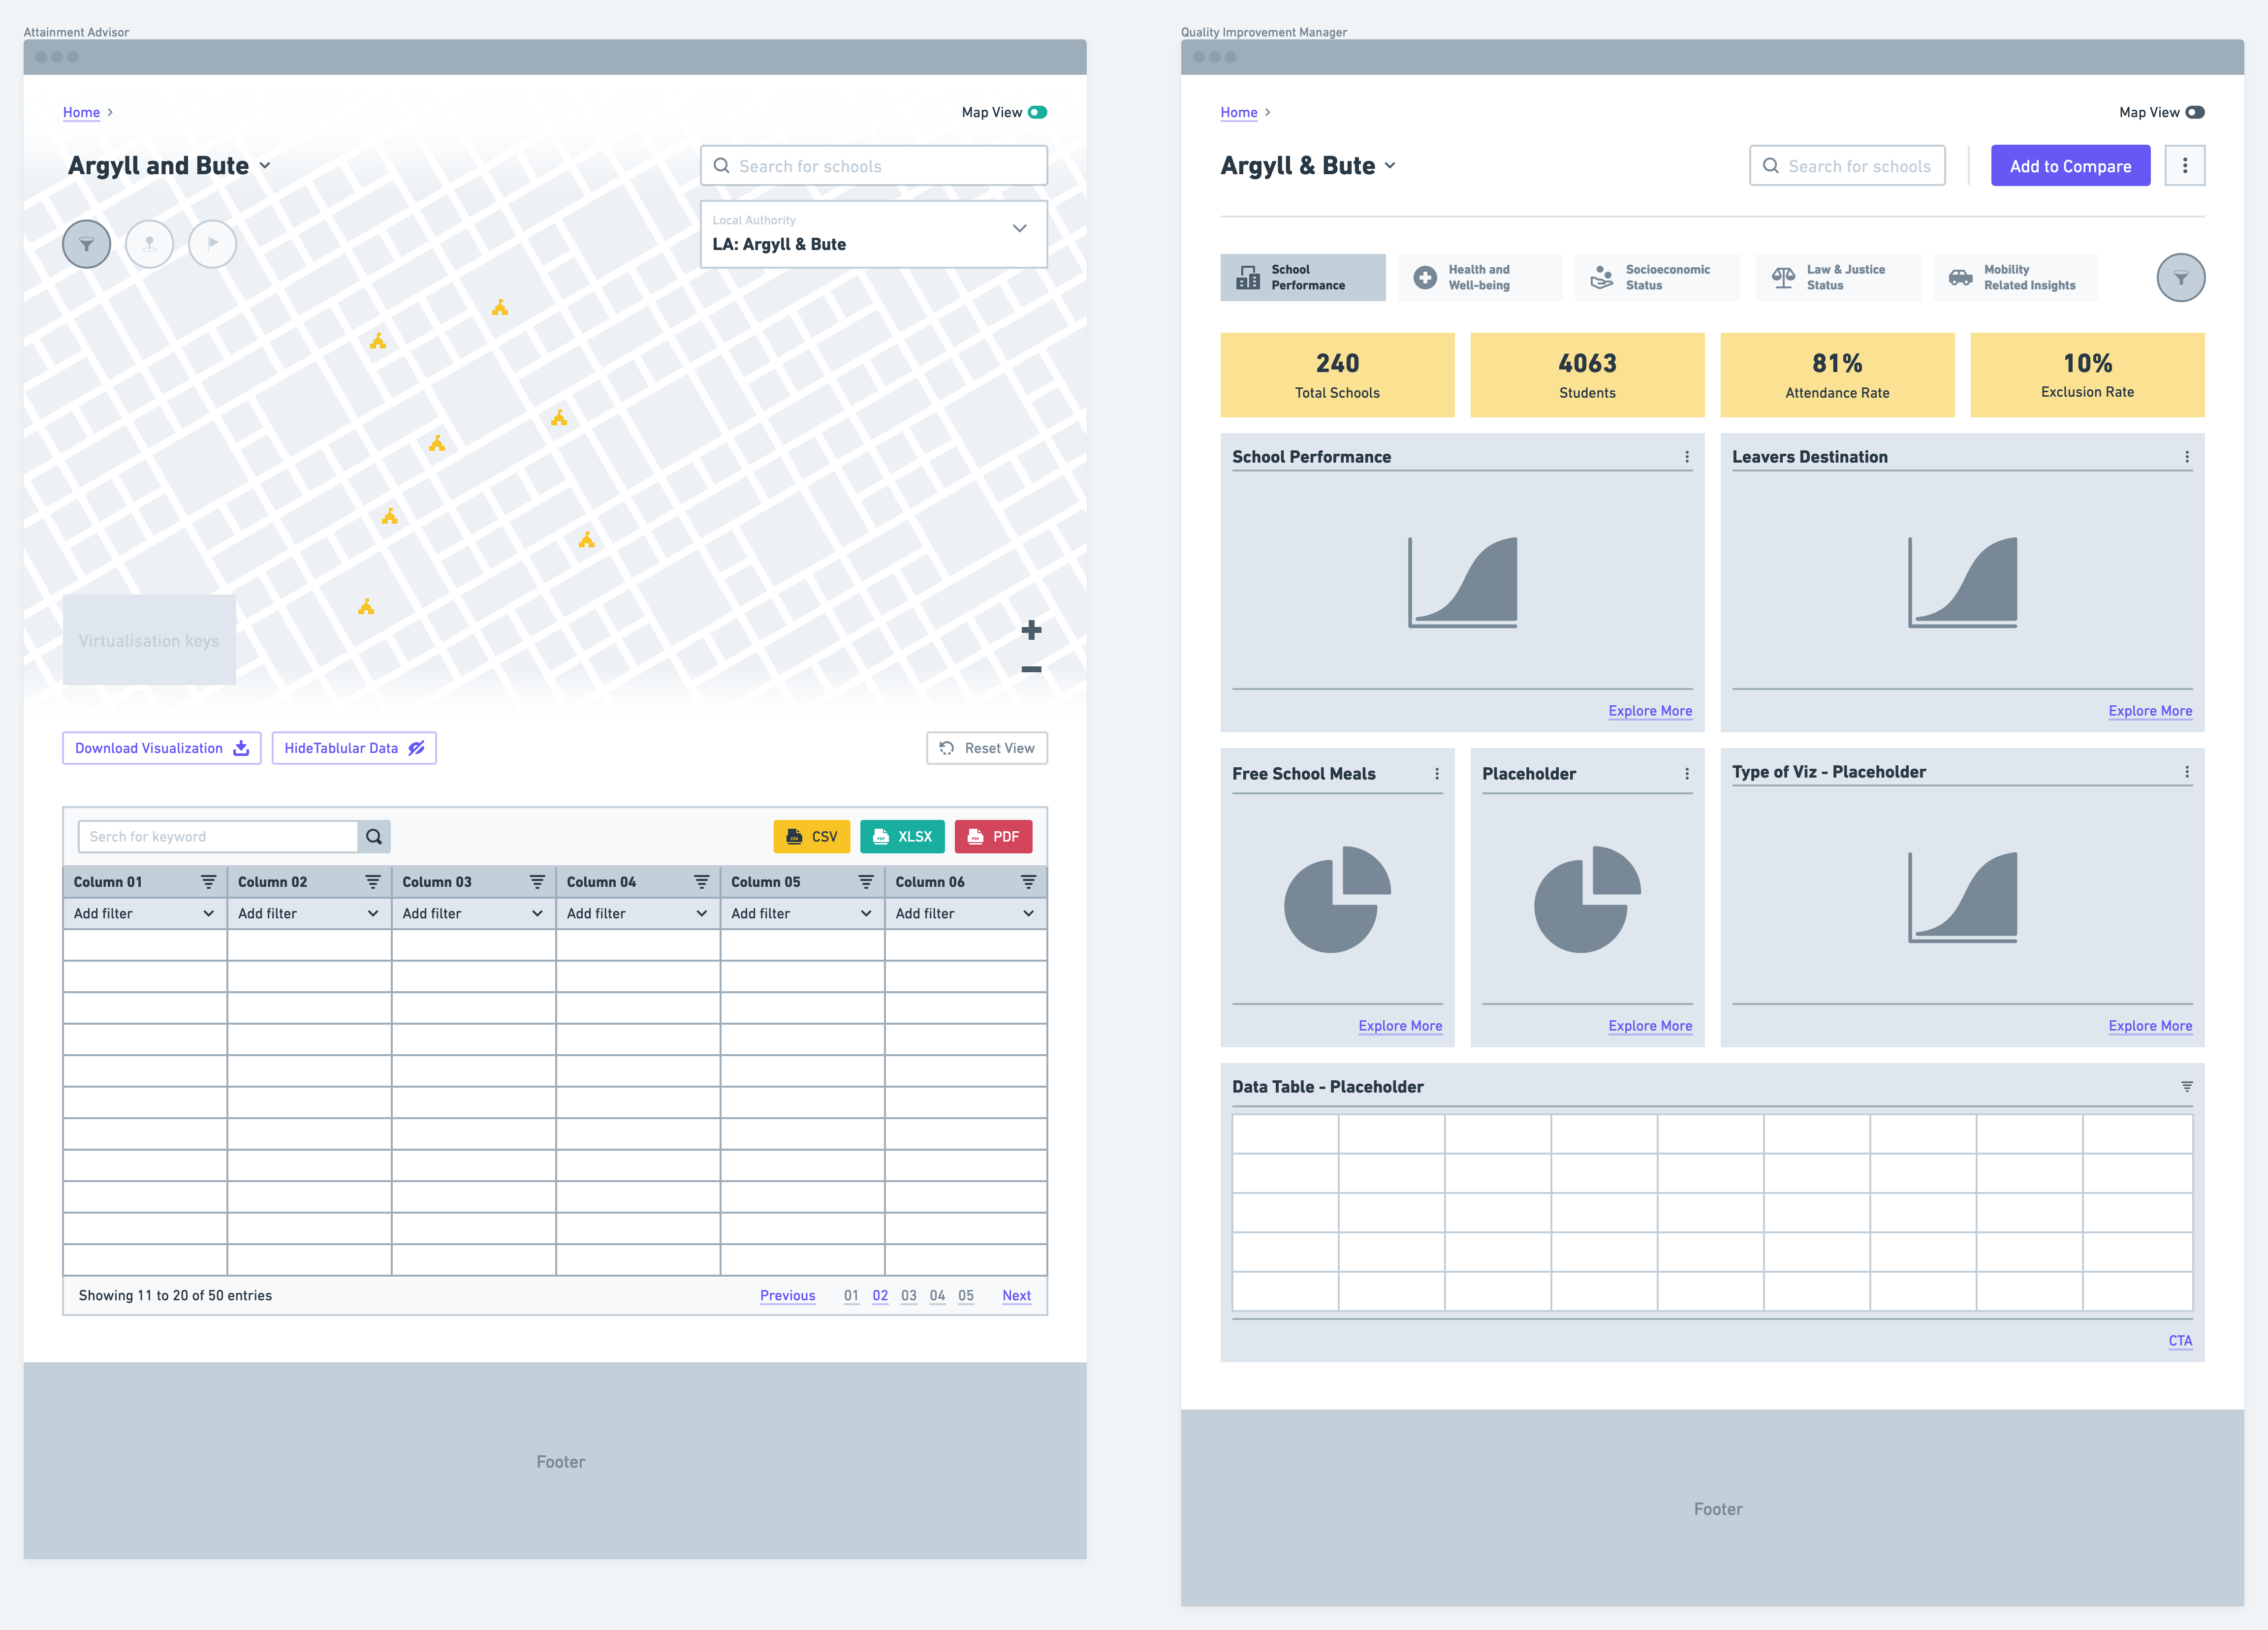 Attainment Advisor
Home
Map View
Argyll and Bute
Search for schools
Local Authority
LA: Argyll & Bute
Virtualisation keys
Download Visualization
HideTablular Data
Reset View
Serch for keyword
CSV
CSV
PDF
XLSX
PDF
PDF
Column 01
Column 02
Column 03
Column 04
Column 05
Column 06
Add filter
Add filter
Add filter
Add filter
Add filter
Add filter
Showing 11 to 20 of 50 entries
Previous
01
02
03
04
05
Next
Footer
Quality Improvement Manager
Home
Map View
Argyll & Bute
Search for schools
Add to Compare
School
Performance
Health and
Well-being
Socioeconomic
Status
Law & Justice
Status
Mobility
Related Insights
240
Total Schools
4063
Students
81%
Attendance Rate
10%
Exclusion Rate
School Performance
Explore More
Leavers Destination
Explore More
Free School Meals
Explore More
Placeholder
Explore More
Type of Viz - Placeholder
Explore More
Data Table - Placeholder
CTA
Footer